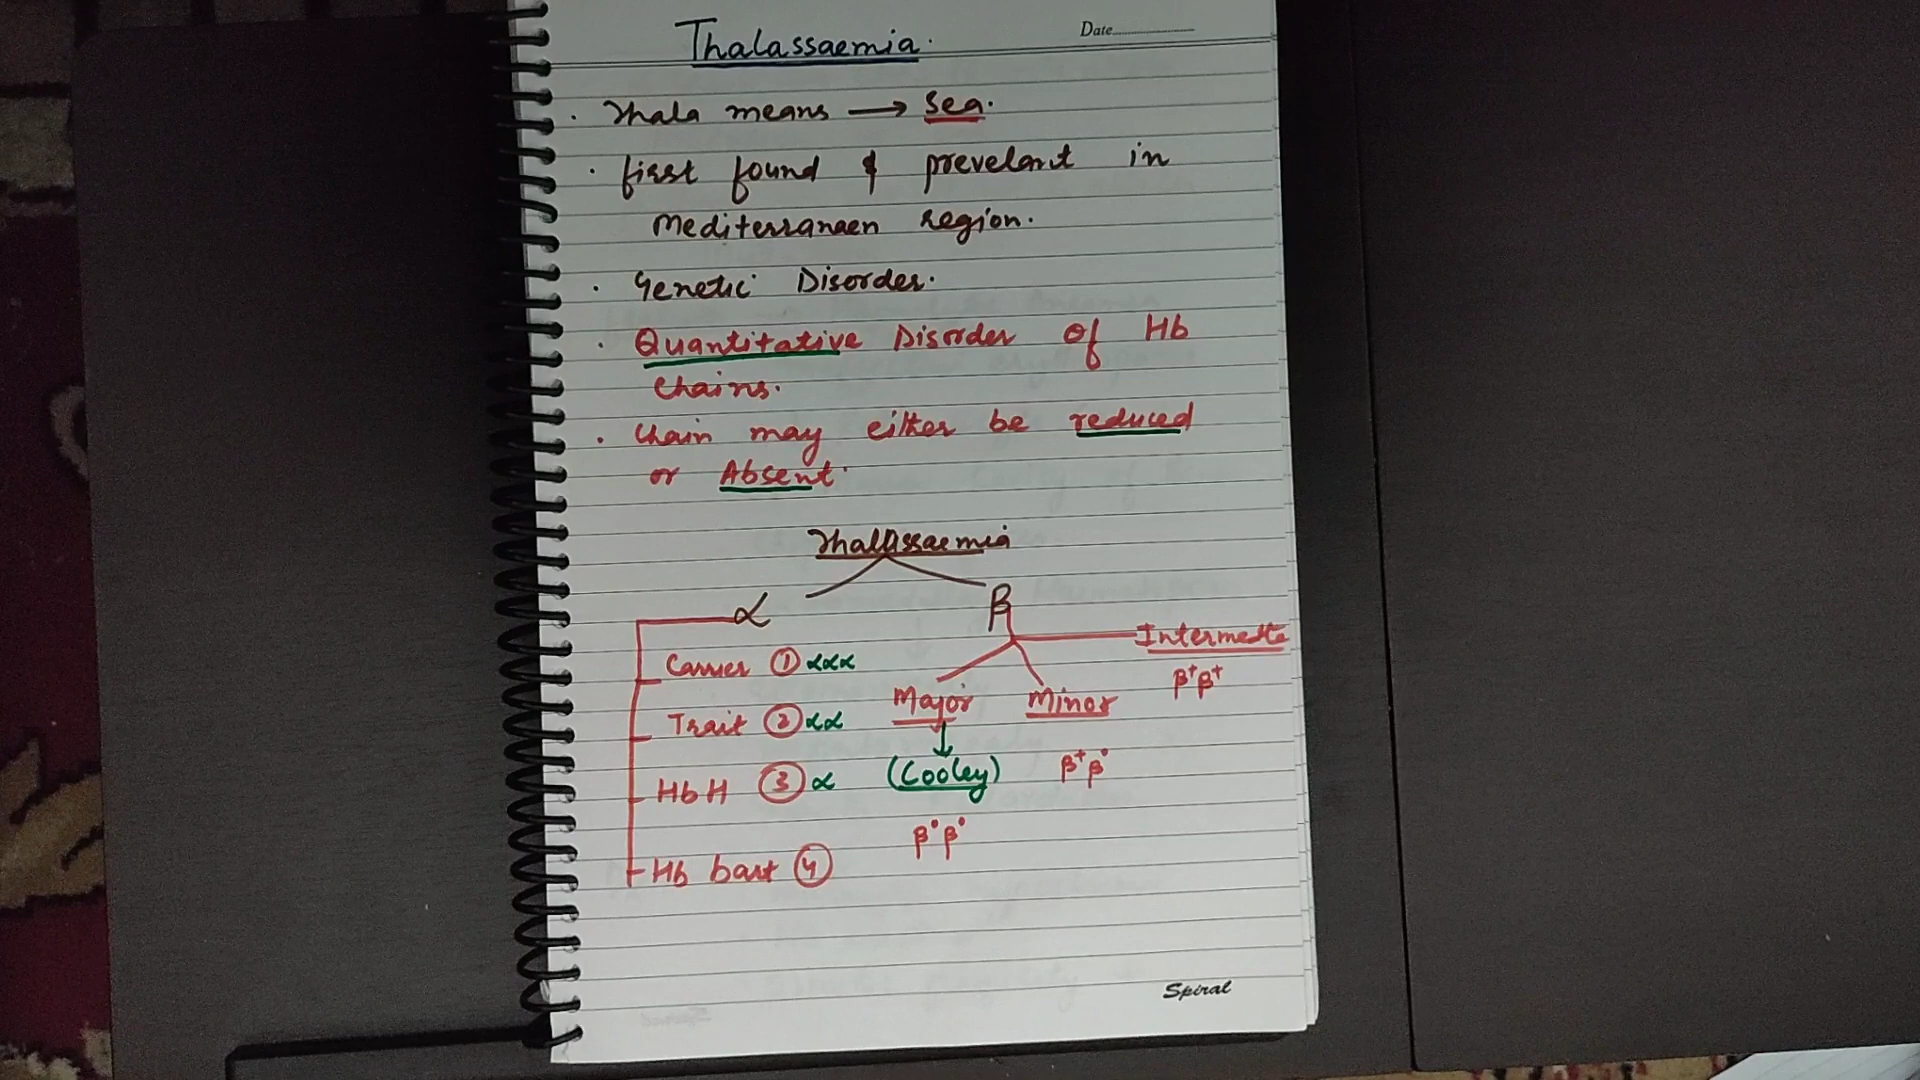 Thalassaemia.
Date
· Thala means → Sea.
· first found & prevelant in
Mediterranaen region.
· Genetic Disorder.
· Quantitative Disorder of Hb
Chains.
· Chain may either be reduced
or Absent.
Thalassaemia
α β
Intermedte
β⁺β⁺
Carrier ① ααα
Major Minor
Trait ② αα
(Cooley) β⁺β°
HbH ③ α
β°β°
Hb bart ④
Spiral